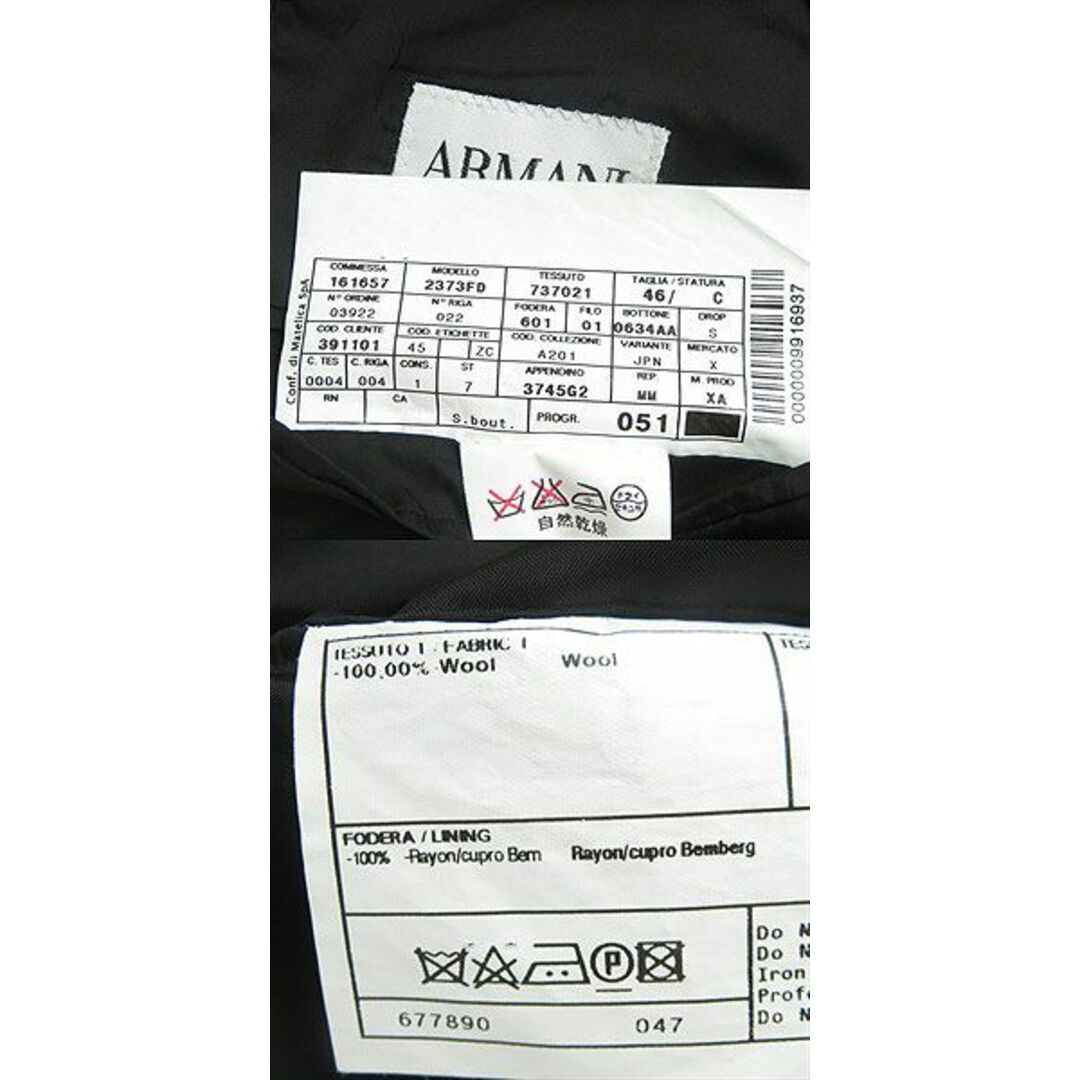 ARMANI
Conf. di Matelica SpA
COMMESSA MODELLO TESSUTO TAGLIA / STATURA
161657 2373FD 737021 46/ C
N° ORDINE N° RIGA FODERA FILO BOTTONE DROP
03922 022 601 01 0634AA S
COD. CLIENTE COD. ETICHETTE COD. COLLEZIONE VARIANTE MERCATO
391101 45 ZC A201 JPN X
C. TES C. RIGA CONS. ST APPENDINO REP. M. PROD
0004 004 1 7 3745G2 MM XA
RN CA S.bout. PROGR. 051
0000009916937
ドライ
自然乾燥
TESSUTO 1 / FABRIC 1
-100,00% -Wool Wool
FODERA / LINING
-100% -Rayon/cupro Bem Rayon/cupro Bemberg
P
Do
Do
Iron
Do
677890 047